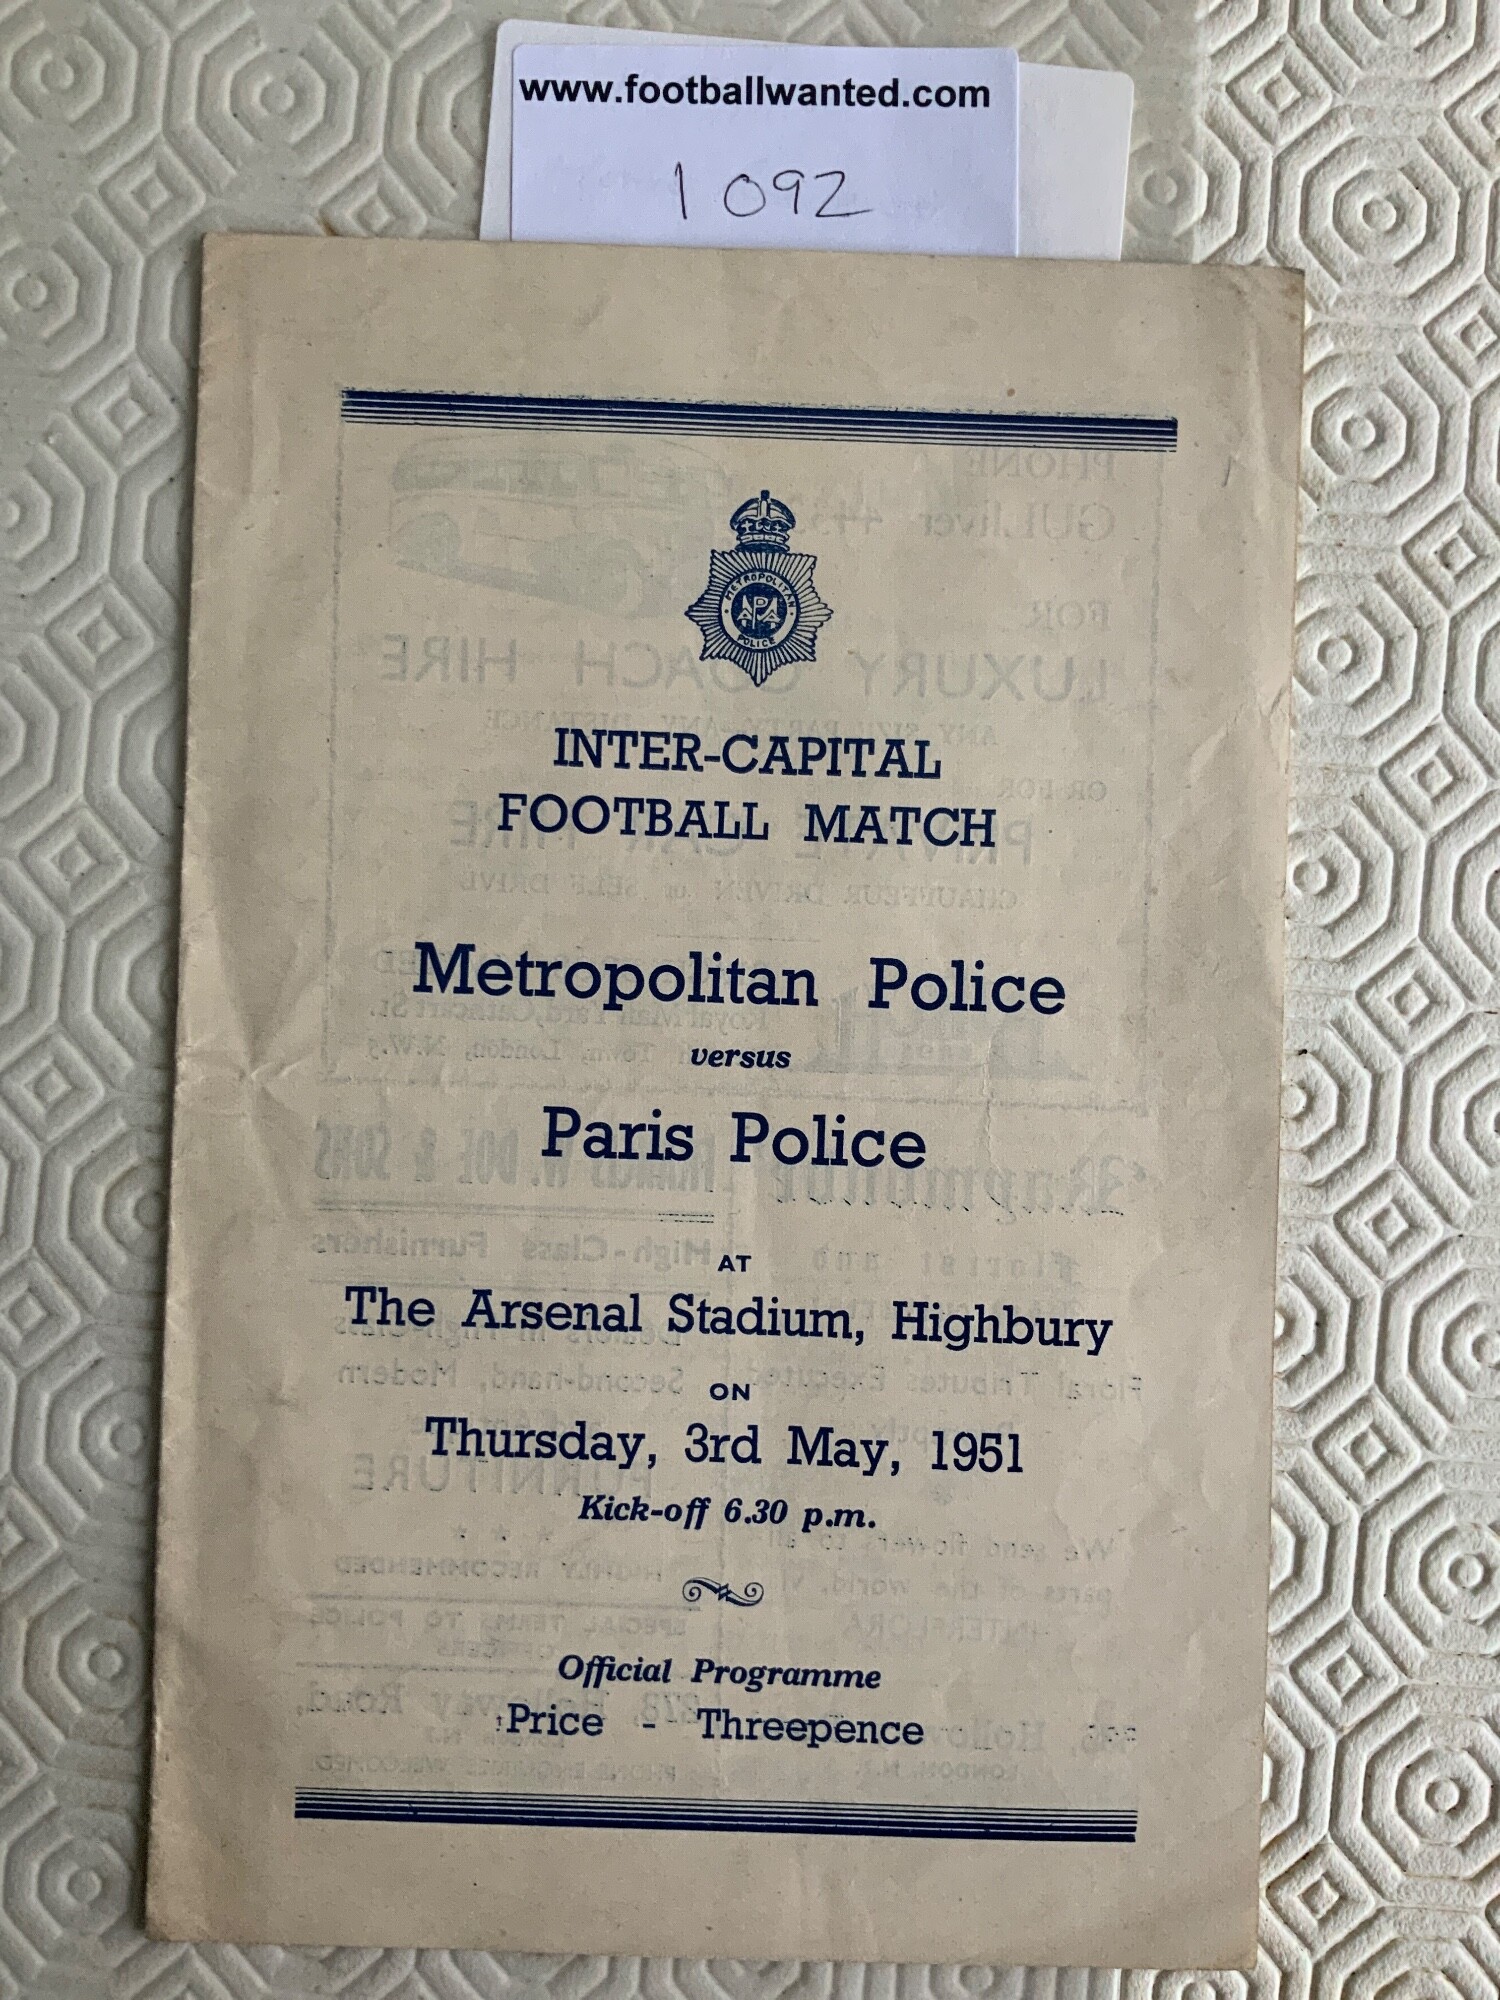 www.footballwanted.com
1092
METROPOLITAN
POLICE
INTER-CAPITAL
FOOTBALL MATCH
Metropolitan Police
versus
Paris Police
AT
The Arsenal Stadium, Highbury
ON
Thursday, 3rd May, 1951
Kick-off 6.30 p.m.
Official Programme
Price - Threepence